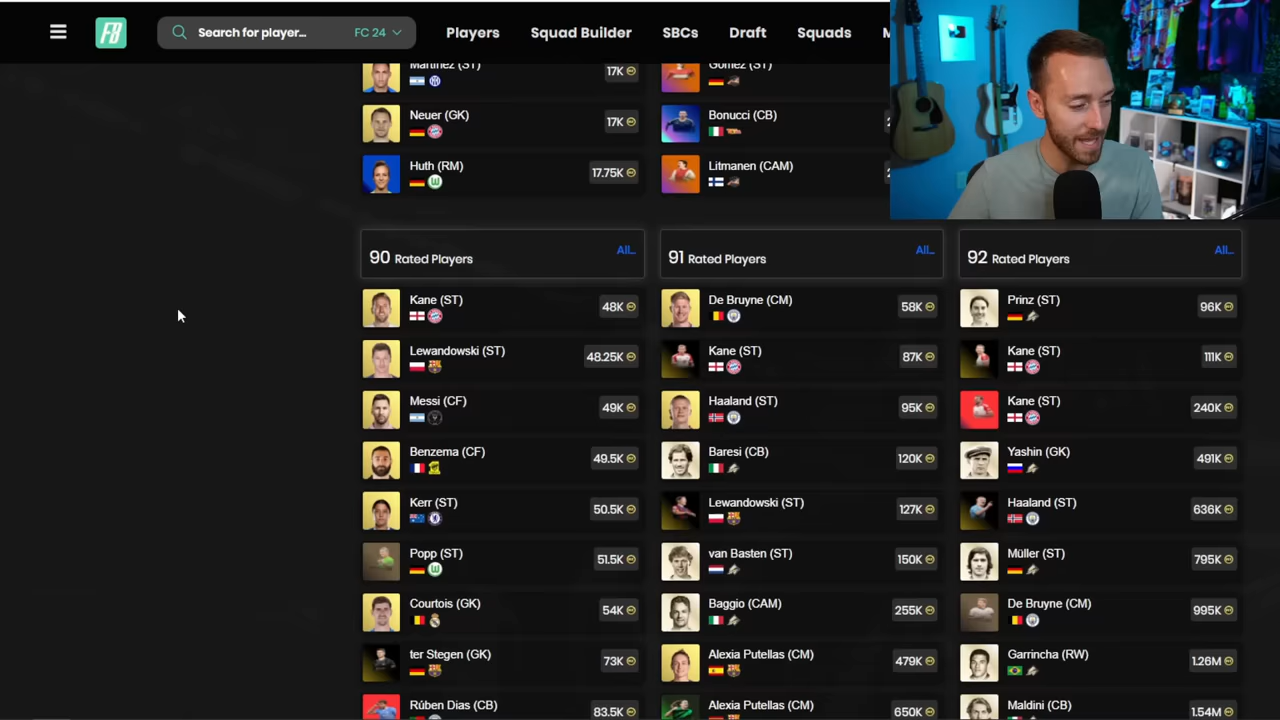 FB
Search for player...
FC 24
Players
Squad Builder
SBCs
Draft
Squads
Martinez (ST)
17K
Neuer (GK)
17K
Huth (RM)
17.75K
Gomez (ST)
Bonucci (CB)
Litmanen (CAM)
90 Rated Players
All...
Kane (ST)
48K
Lewandowski (ST)
48.25K
Messi (CF)
49K
Benzema (CF)
49.5K
Kerr (ST)
50.5K
Popp (ST)
51.5K
Courtois (GK)
54K
ter Stegen (GK)
73K
Rúben Dias (CB)
83.5K
91 Rated Players
All...
De Bruyne (CM)
58K
Kane (ST)
87K
Haaland (ST)
95K
Baresi (CB)
120K
Lewandowski (ST)
127K
van Basten (ST)
150K
Baggio (CAM)
255K
Alexia Putellas (CM)
479K
Alexia Putellas (CM)
650K
92 Rated Players
All...
Prinz (ST)
96K
Kane (ST)
111K
Kane (ST)
240K
Yashin (GK)
491K
Haaland (ST)
636K
Müller (ST)
795K
De Bruyne (CM)
995K
Garrincha (RW)
1.26M
Maldini (CB)
1.54M